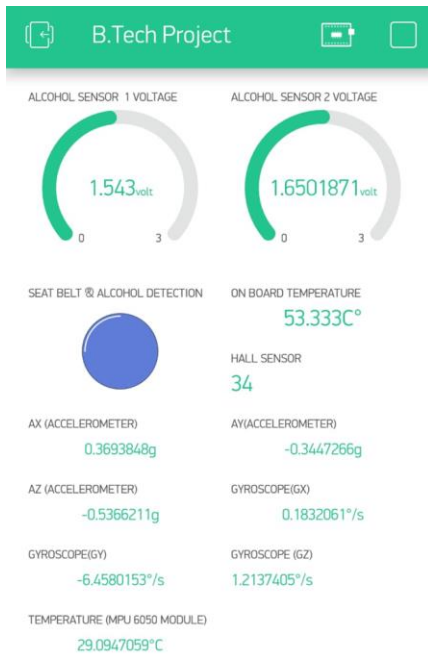 B.Tech Project
ALCOHOL SENSOR 1 VOLTAGE
ALCOHOL SENSOR 2 VOLTAGE
1.543volt
1.6501871volt
0 3
0 3
SEAT BELT & ALCOHOL DETECTION
ON BOARD TEMPERATURE
53.333C°
HALL SENSOR
34
AX (ACCELEROMETER)
AY(ACCELEROMETER)
0.3693848g
-0.3447266g
AZ (ACCELEROMETER)
GYROSCOPE(GX)
-0.5366211g
0.1832061°/s
GYROSCOPE(GY)
GYROSCOPE (GZ)
-6.4580153°/s
1.2137405°/s
TEMPERATURE (MPU 6050 MODULE)
29.0947059°C